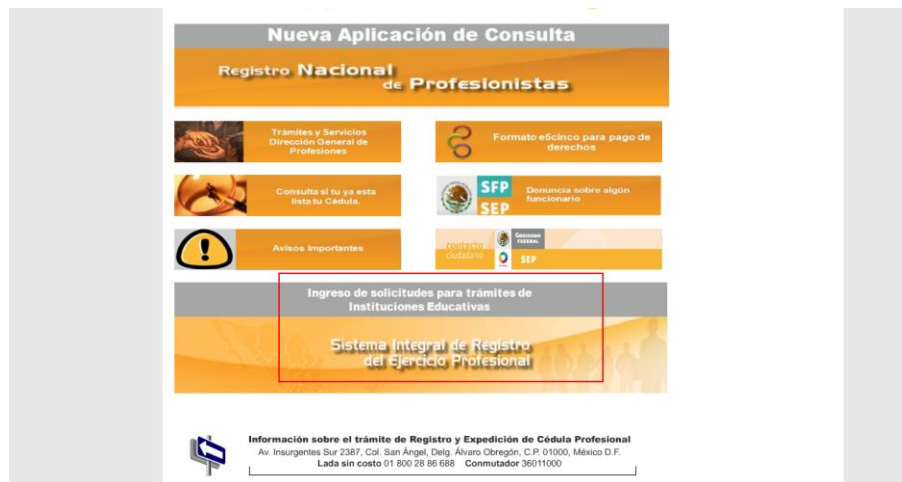 Nueva Aplicación de Consulta
Registro Nacional
de Profesionistas
Trámites y Servicios
Dirección General de
Profesiones
Formato e5cinco para pago de
derechos
Consulta si tu ya esta
lista tu Cédula.
SFP
SEP
Denuncia sobre algún
funcionario
Avisos Importantes
contacto
ciudadano
GOBIERNO
FEDERAL
SEP
Ingreso de solicitudes para trámites de
Instituciones Educativas
Sistema Integral de Registro
del Ejercicio Profesional
Información sobre el trámite de Registro y Expedición de Cédula Profesional
Av. Insurgentes Sur 2387, Col. San Ángel, Delg. Álvaro Obregón, C.P. 01000, México D.F.
Lada sin costo 01 800 28 86 688 Conmutador 36011000